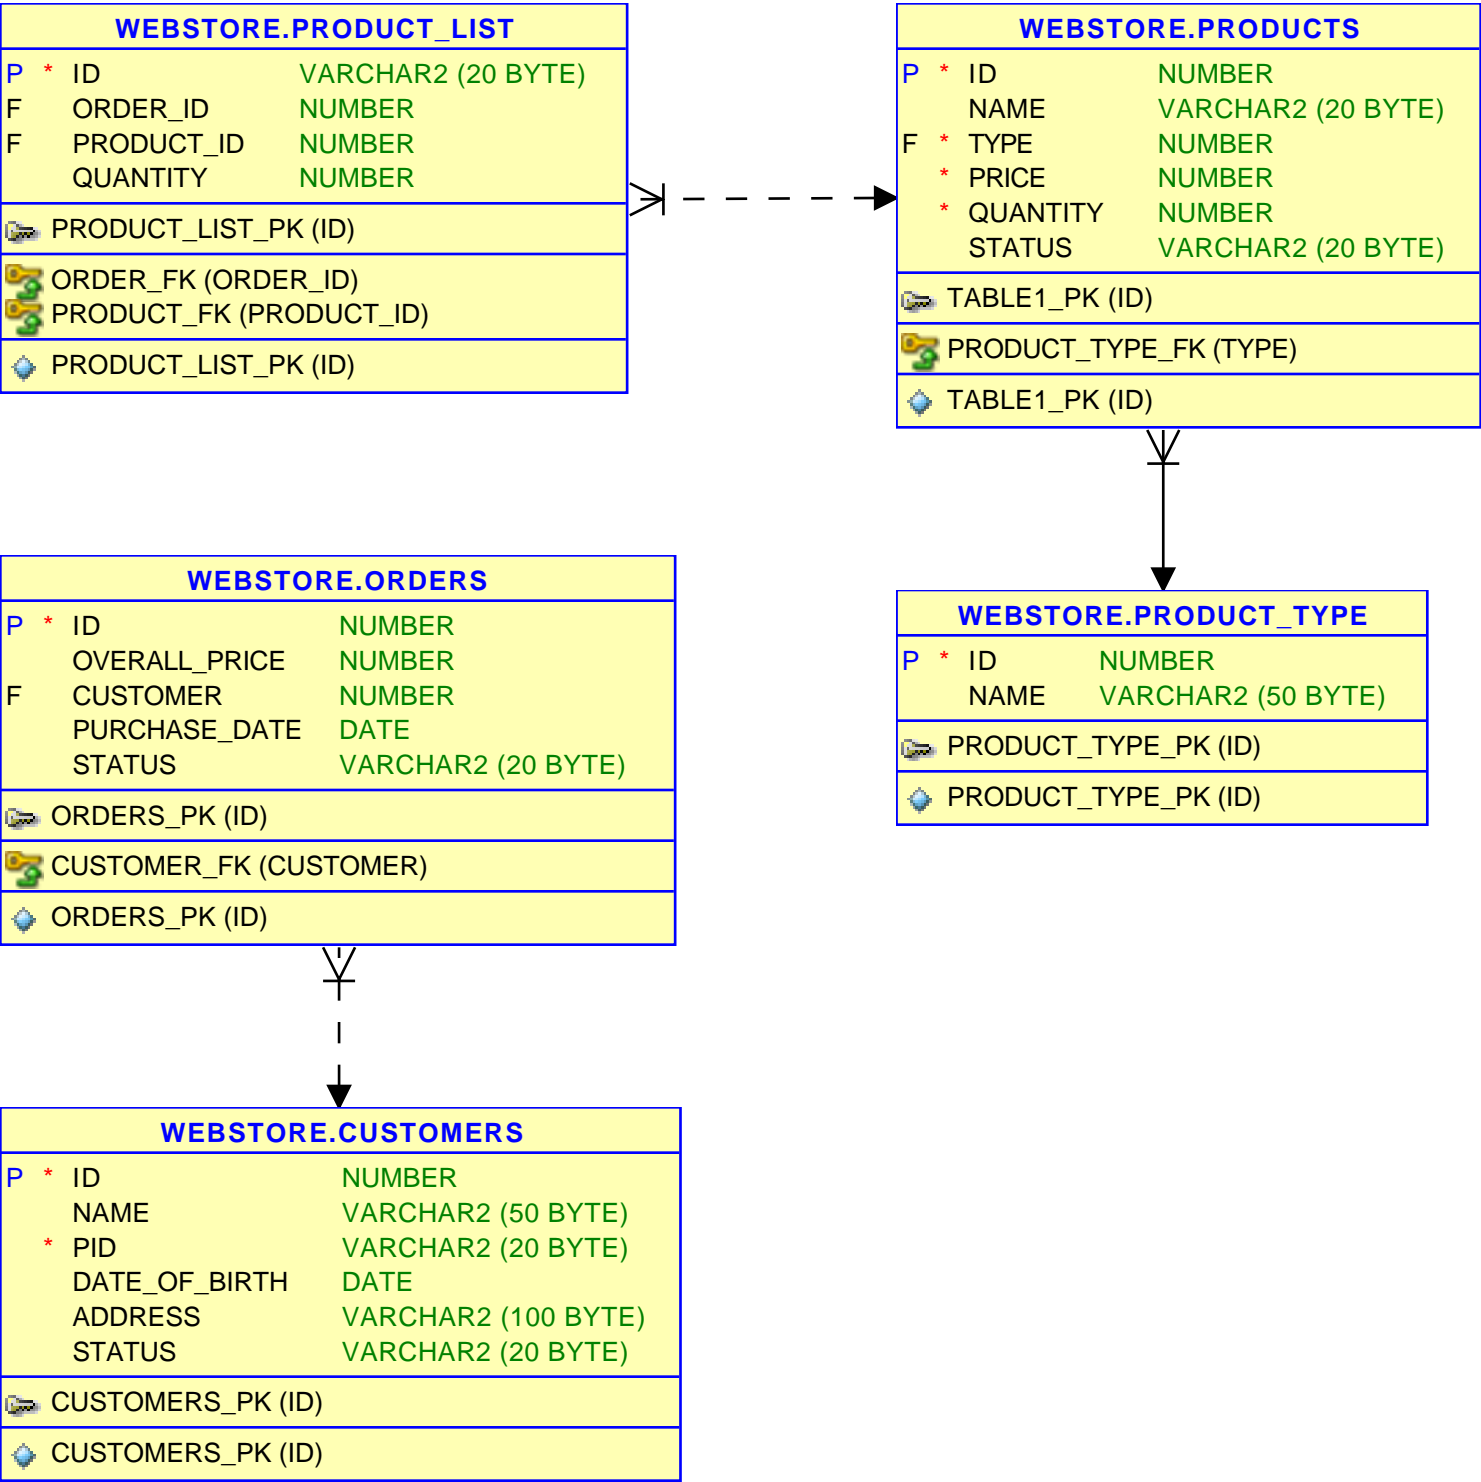 WEBSTORE.PRODUCT_LIST
P * ID VARCHAR2 (20 BYTE)
F ORDER_ID NUMBER
F PRODUCT_ID NUMBER
QUANTITY NUMBER
PRODUCT_LIST_PK (ID)
ORDER_FK (ORDER_ID)
PRODUCT_FK (PRODUCT_ID)
PRODUCT_LIST_PK (ID)
WEBSTORE.PRODUCTS
P * ID NUMBER
NAME VARCHAR2 (20 BYTE)
F * TYPE NUMBER
* PRICE NUMBER
* QUANTITY NUMBER
STATUS VARCHAR2 (20 BYTE)
TABLE1_PK (ID)
PRODUCT_TYPE_FK (TYPE)
TABLE1_PK (ID)
WEBSTORE.ORDERS
P * ID NUMBER
OVERALL_PRICE NUMBER
F CUSTOMER NUMBER
PURCHASE_DATE DATE
STATUS VARCHAR2 (20 BYTE)
ORDERS_PK (ID)
CUSTOMER_FK (CUSTOMER)
ORDERS_PK (ID)
WEBSTORE.PRODUCT_TYPE
P * ID NUMBER
NAME VARCHAR2 (50 BYTE)
PRODUCT_TYPE_PK (ID)
PRODUCT_TYPE_PK (ID)
WEBSTORE.CUSTOMERS
P * ID NUMBER
NAME VARCHAR2 (50 BYTE)
* PID VARCHAR2 (20 BYTE)
DATE_OF_BIRTH DATE
ADDRESS VARCHAR2 (100 BYTE)
STATUS VARCHAR2 (20 BYTE)
CUSTOMERS_PK (ID)
CUSTOMERS_PK (ID)